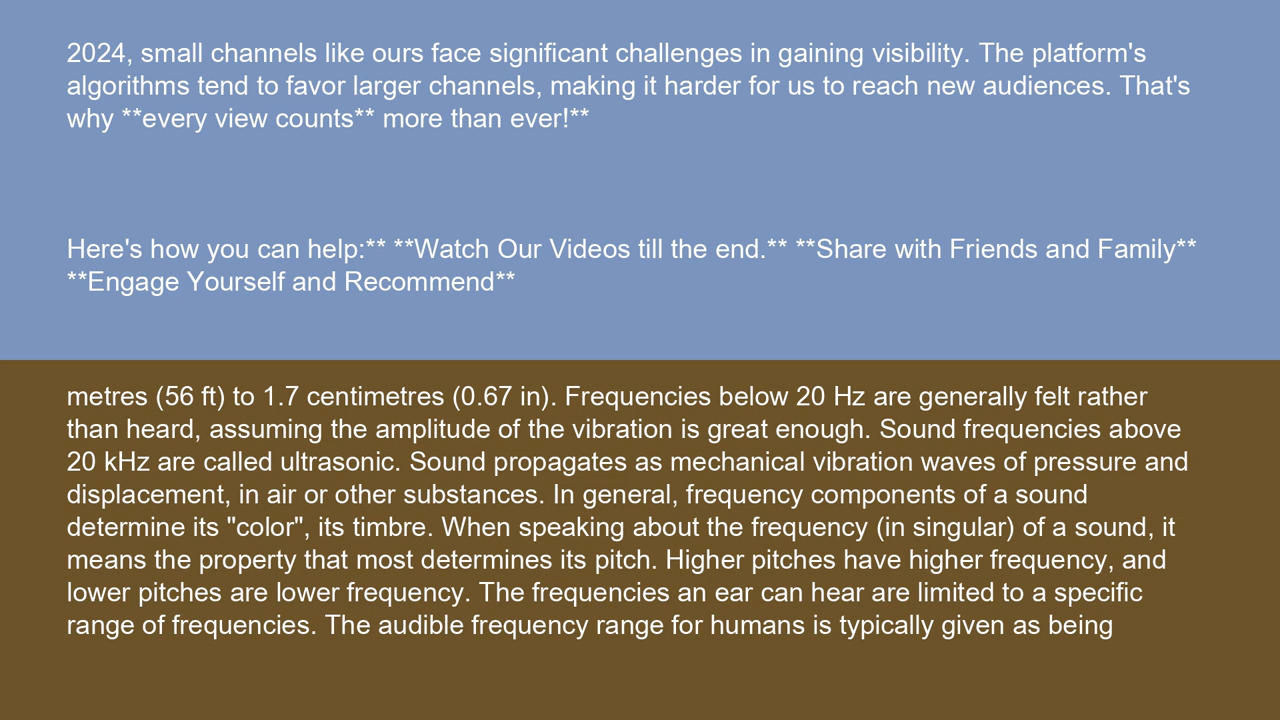 2024, small channels like ours face significant challenges in gaining visibility. The platform's
algorithms tend to favor larger channels, making it harder for us to reach new audiences. That's
why **every view counts** more than ever!**
Here's how you can help:** **Watch Our Videos till the end.** **Share with Friends and Family**
**Engage Yourself and Recommend**
metres (56 ft) to 1.7 centimetres (0.67 in). Frequencies below 20 Hz are generally felt rather
than heard, assuming the amplitude of the vibration is great enough. Sound frequencies above
20 kHz are called ultrasonic. Sound propagates as mechanical vibration waves of pressure and
displacement, in air or other substances. In general, frequency components of a sound
determine its "color", its timbre. When speaking about the frequency (in singular) of a sound, it
means the property that most determines its pitch. Higher pitches have higher frequency, and
lower pitches are lower frequency. The frequencies an ear can hear are limited to a specific
range of frequencies. The audible frequency range for humans is typically given as being